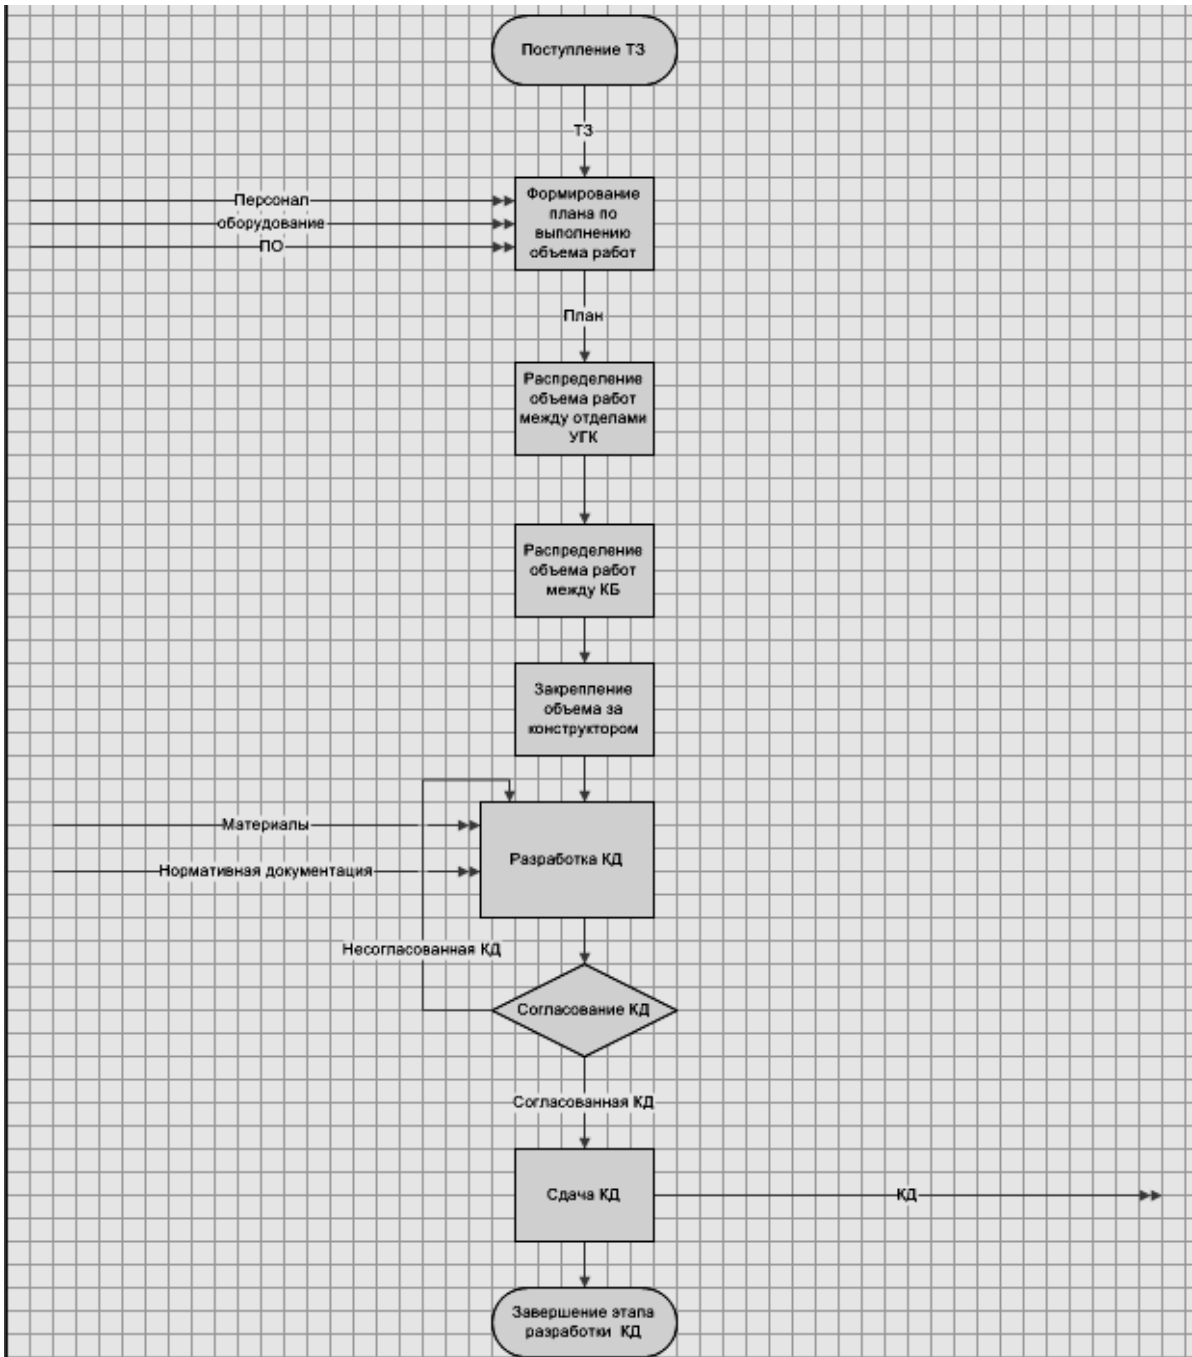 Поступление ТЗ
ТЗ
Персонал
оборудование
ПО
Формирование
плана по
выполнению
объема работ
План
Распределение
объема работ
между отделами
УГК
Распределение
объема работ
между КБ
Закрепление
объема за
конструктором
Материалы
Нормативная документация
Разработка КД
Несогласованная КД
Согласование КД
Согласованная КД
Сдача КД
КД
Завершение этапа
разработки КД